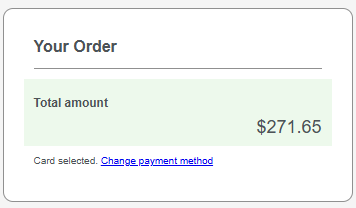 Your Order
Total amount
$271.65
Card selected. Change payment method